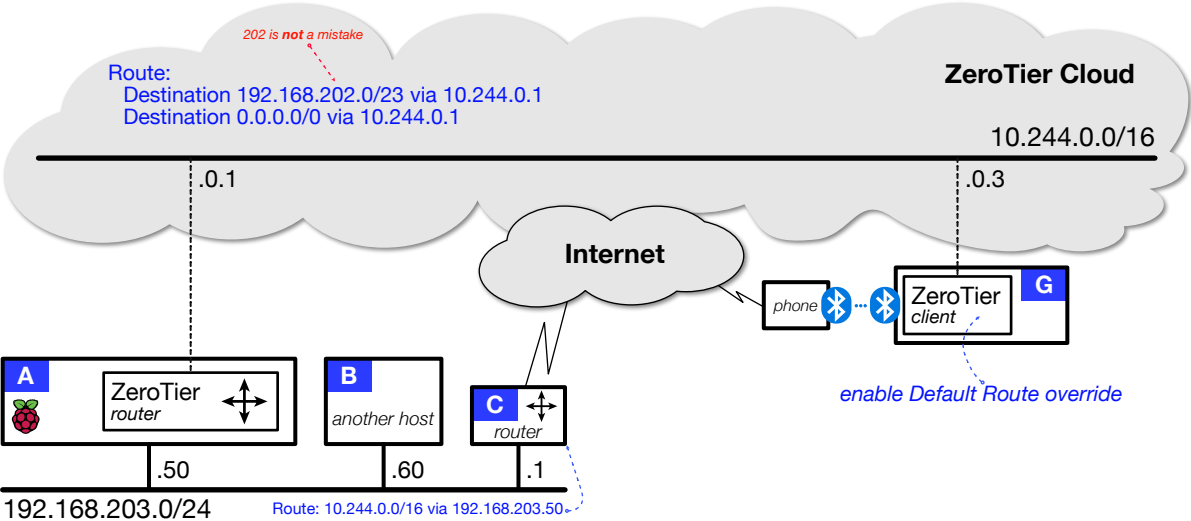 202 is not a mistake
Route:
Destination 192.168.202.0/23 via 10.244.0.1
Destination 0.0.0.0/0 via 10.244.0.1
ZeroTier Cloud
10.244.0.0/16
.0.1
.0.3
Internet
phone
G
ZeroTier
client
enable Default Route override
A
ZeroTier
router
B
another host
C
router
.50
.60
.1
192.168.203.0/24
Route: 10.244.0.0/16 via 192.168.203.50